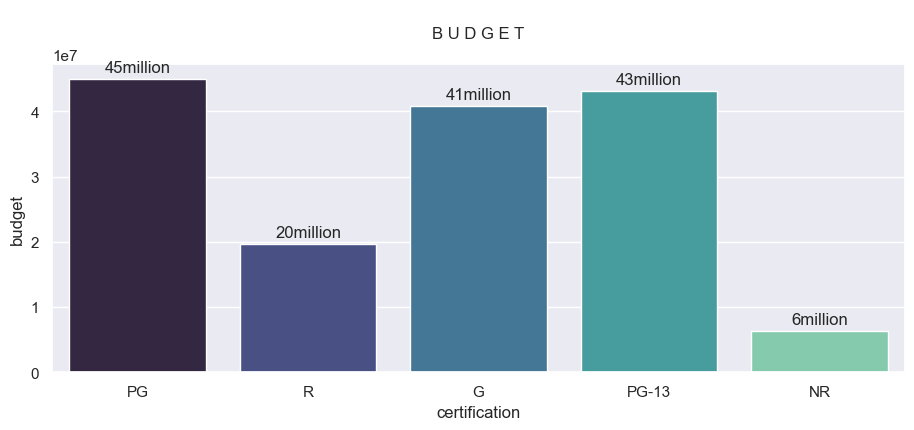 B U D G E T
1e7
45million
43million
41million
20million
6million
4
3
2
1
0
budget
PG
R
G
PG-13
NR
certification